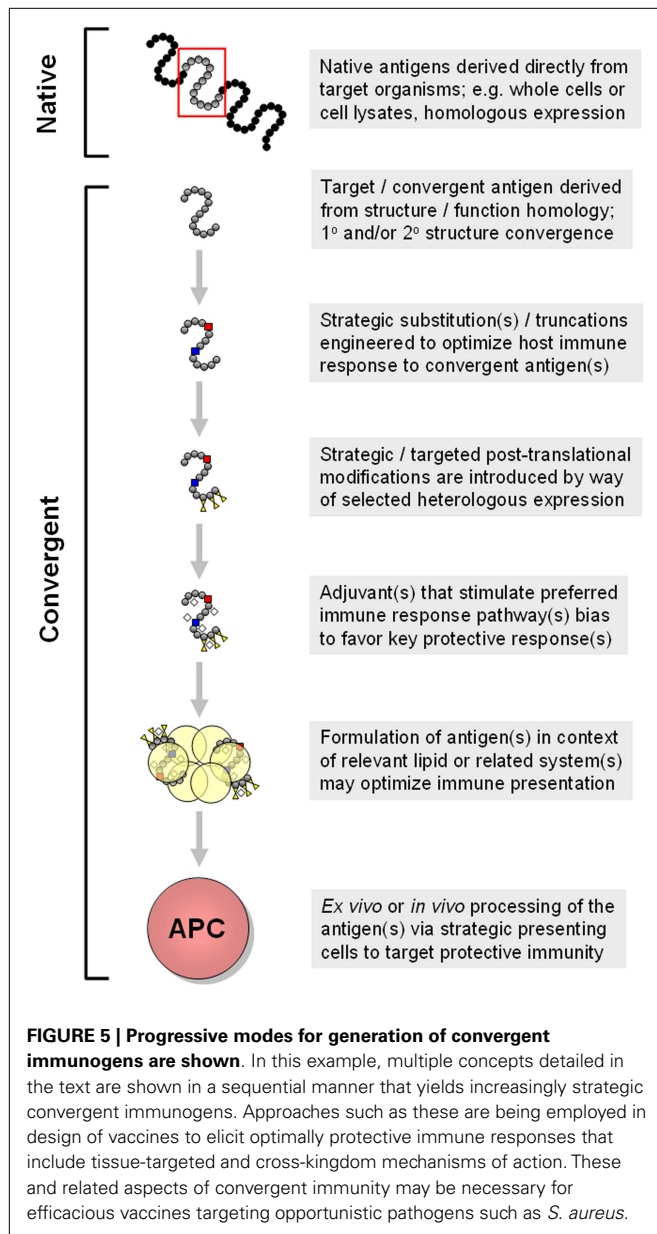 Native
Native antigens derived directly from
target organisms; e.g. whole cells or
cell lysates, homologous expression
Convergent
Target / convergent antigen derived
from structure / function homology;
1º and/or 2º structure convergence
Strategic substitution(s) / truncations
engineered to optimize host immune
response to convergent antigen(s)
Strategic / targeted post-translational
modifications are introduced by way
of selected heterologous expression
Adjuvant(s) that stimulate preferred
immune response pathway(s) bias
to favor key protective response(s)
Formulation of antigen(s) in context
of relevant lipid or related system(s)
may optimize immune presentation
APC
Ex vivo or in vivo processing of the
antigen(s) via strategic presenting
cells to target protective immunity
FIGURE 5 | Progressive modes for generation of convergent
immunogens are shown. In this example, multiple concepts detailed in
the text are shown in a sequential manner that yields increasingly strategic
convergent immunogens. Approaches such as these are being employed in
design of vaccines to elicit optimally protective immune responses that
include tissue-targeted and cross-kingdom mechanisms of action. These
and related aspects of convergent immunity may be necessary for
efficacious vaccines targeting opportunistic pathogens such as S. aureus.